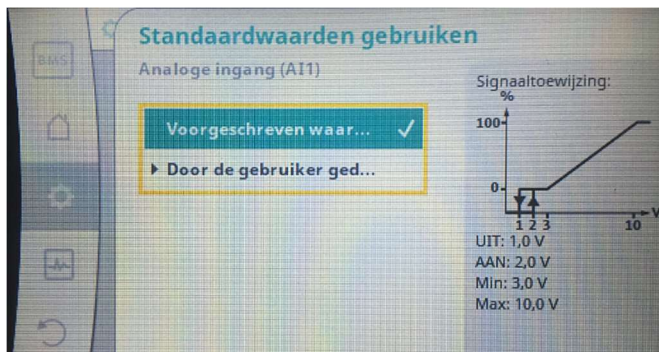 Standaardwaarden gebruiken
BMS
Analoge ingang (AI1)
Signaaltoewijzing:
%
Voorgeschreven waar...
100
Door de gebruiker ged...
0
V
1 2 3 10
UIT: 1,0 V
AAN: 2,0 V
Min: 3,0 V
Max: 10,0 V